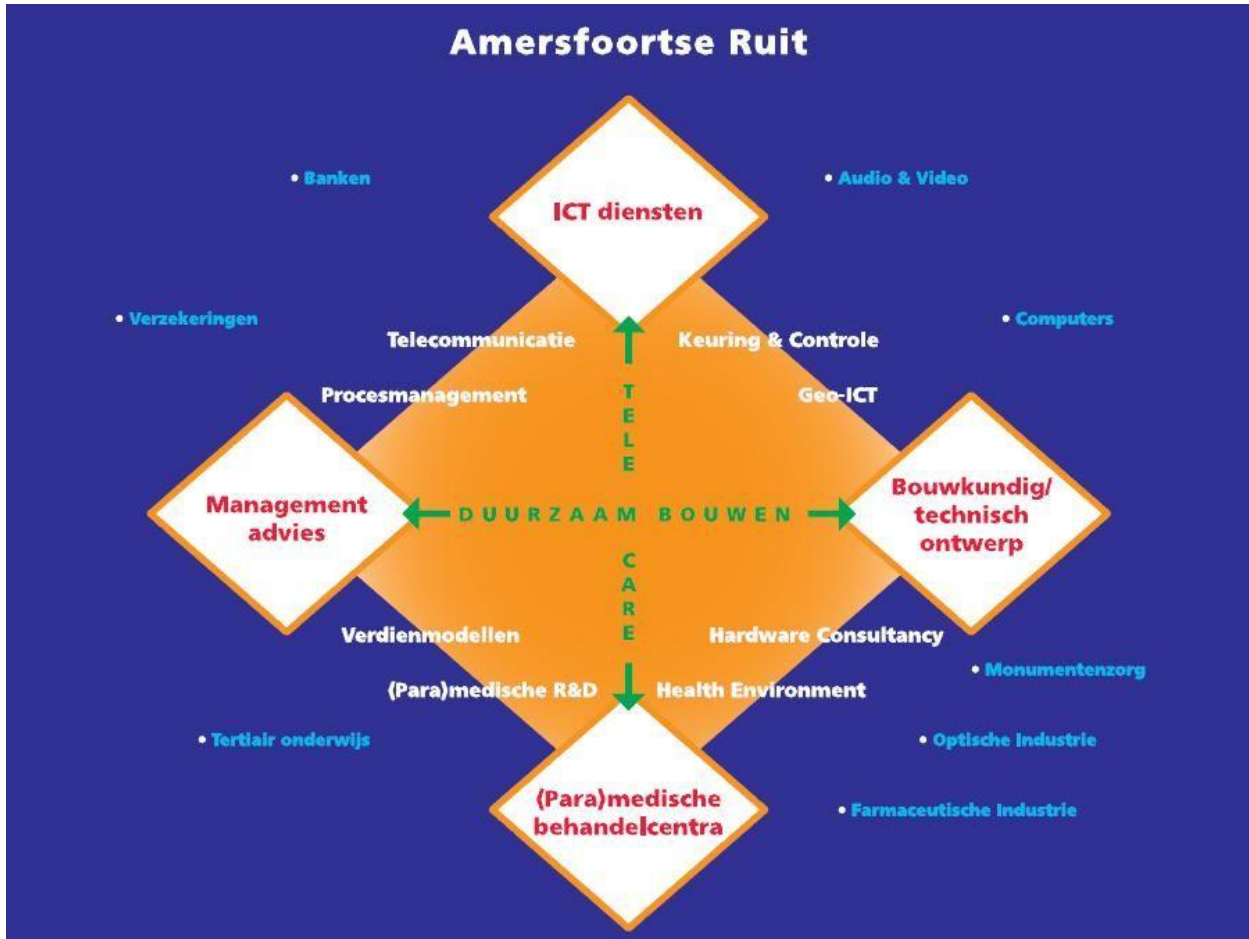 Amersfoortse Ruit
• Banken
• Audio & Video
ICT diensten
• Verzekeringen
• Computers
Telecommunicatie
Keuring & Controle
Procesmanagement
Geo-ICT
TELE
Management
advies
DUURZAAM BOUWEN
Bouwkundig/
technisch
ontwerp
CARE
Verdienmodellen
Hardware Consultancy
• Monumentenzorg
(Para)medische R&D
Health Environment
• Tertiair onderwijs
• Optische Industrie
(Para)medische
behandelcentra
• Farmaceutische Industrie